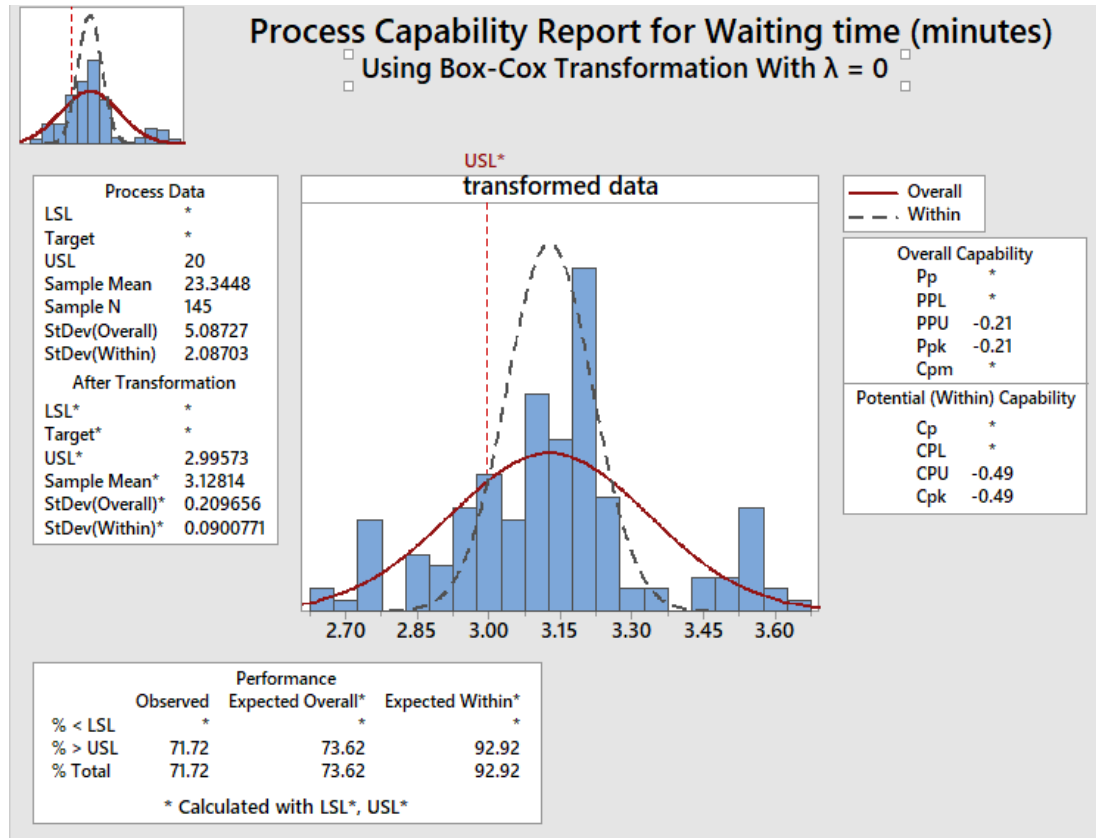 Process Capability Report for Waiting time (minutes)
Using Box-Cox Transformation With λ = 0
USL*
transformed data
Process Data
LSL *
Target *
USL 20
Sample Mean 23.3448
Sample N 145
StDev(Overall) 5.08727
StDev(Within) 2.08703
After Transformation
LSL* *
Target* *
USL* 2.99573
Sample Mean* 3.12814
StDev(Overall)* 0.209656
StDev(Within)* 0.0900771
Overall
Within
Overall Capability
Pp *
PPL *
PPU -0.21
Ppk -0.21
Cpm *
Potential (Within) Capability
Cp *
CPL *
CPU -0.49
Cpk -0.49
2.70 2.85 3.00 3.15 3.30 3.45 3.60
Performance
Observed Expected Overall* Expected Within*
% < LSL * * *
% > USL 71.72 73.62 92.92
% Total 71.72 73.62 92.92
* Calculated with LSL*, USL*